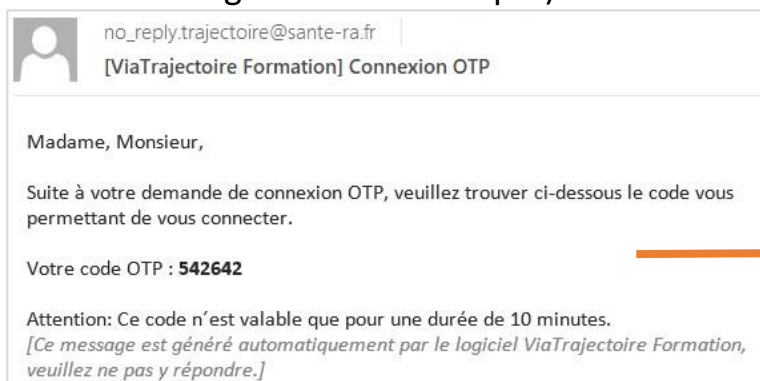 no_reply.trajectoire@sante-ra.fr
[ViaTrajectoire Formation] Connexion OTP
Madame, Monsieur,
Suite à votre demande de connexion OTP, veuillez trouver ci-dessous le code vous
permettant de vous connecter.
Votre code OTP : 542642
Attention: Ce code n´est valable que pour une durée de 10 minutes.
[Ce message est généré automatiquement par le logiciel ViaTrajectoire Formation,
veuillez ne pas y répondre.]